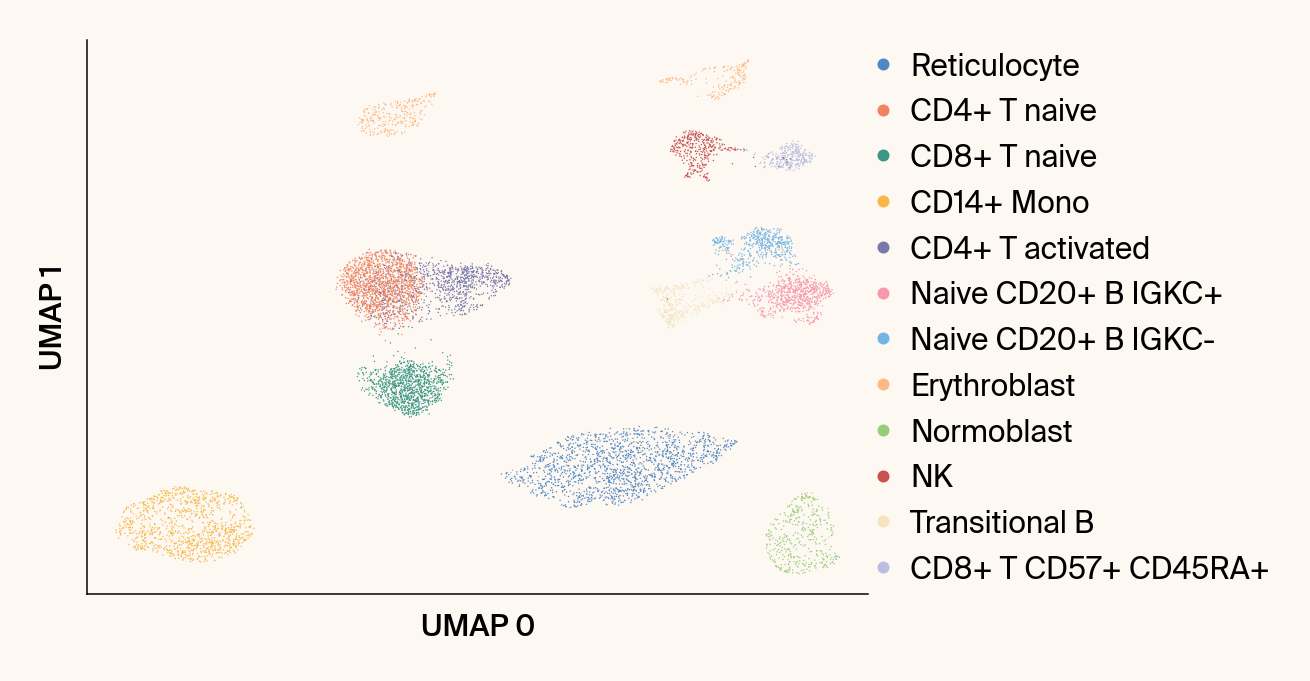 UMAP 1
UMAP 0
Reticulocyte
CD4+ T naive
CD8+ T naive
CD14+ Mono
CD4+ T activated
Naive CD20+ B IGKC+
Naive CD20+ B IGKC-
Erythroblast
Normoblast
NK
Transitional B
CD8+ T CD57+ CD45RA+